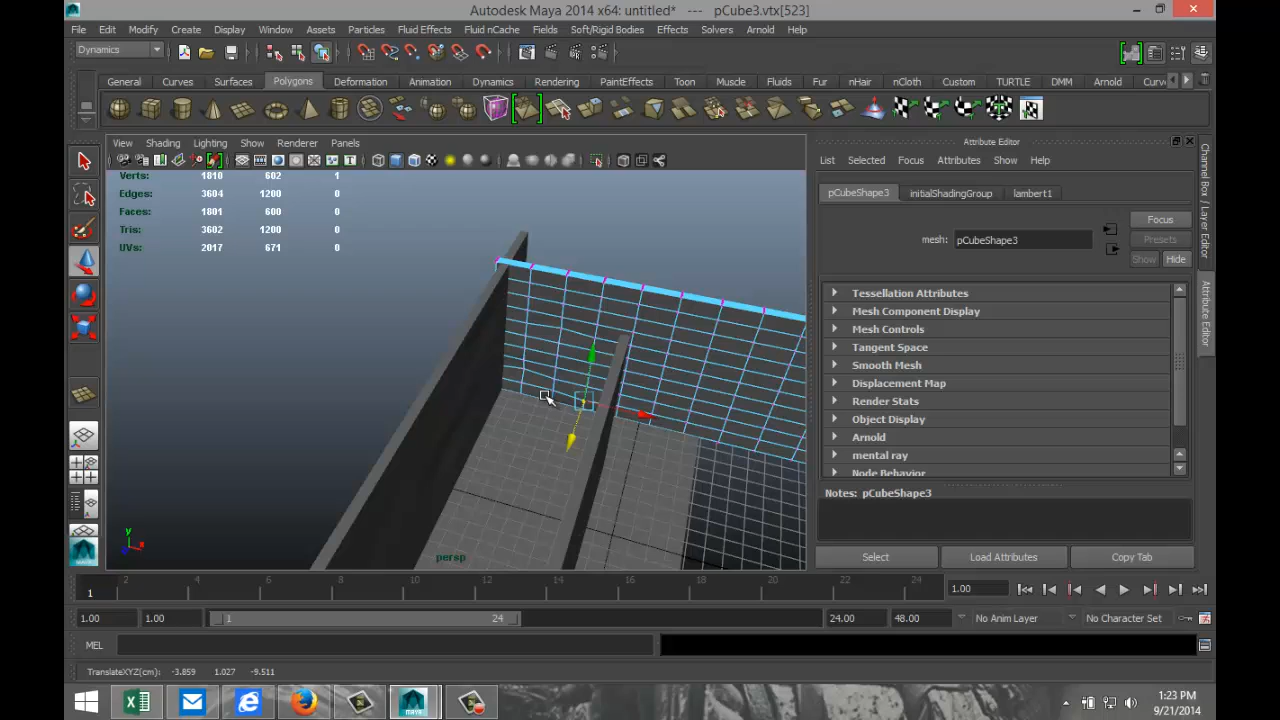 Autodesk Maya 2014 x64: untitled* --- pCube3.vtx[523]
File Edit Modify Create Display Window Assets Particles Fluid Effects Fluid nCache Fields Soft/Rigid Bodies Effects Solvers Arnold Help
Dynamics
General Curves Surfaces Polygons Deformation Animation Dynamics Rendering PaintEffects Toon Muscle Fluids Fur nHair nCloth Custom TURTLE DMM Arnold Curv
View Shading Lighting Show Renderer Panels
Verts: 1810 602 1
Edges: 3604 1200 0
Faces: 1801 600 0
Tris: 3602 1200 0
UVs: 2017 671 0
y
persp
Attribute Editor
List Selected Focus Attributes Show Help
pCubeShape3 initialShadingGroup lambert1
Focus
mesh: pCubeShape3
Presets
Show Hide
Tessellation Attributes
Mesh Component Display
Mesh Controls
Tangent Space
Smooth Mesh
Displacement Map
Render Stats
Object Display
Arnold
mental ray
Node Behavior
Notes: pCubeShape3
Select Load Attributes Copy Tab
Channel Box / Layer Editor
Attribute Editor
2 4 6 8 10 12 14 16 18 20 22 24
1
1.00
1.00 1.00 1 24 24.00 48.00 No Anim Layer No Character Set
MEL
TranslateXYZ(cm): -3.859 1.027 -9.511
1:23 PM
9/21/2014